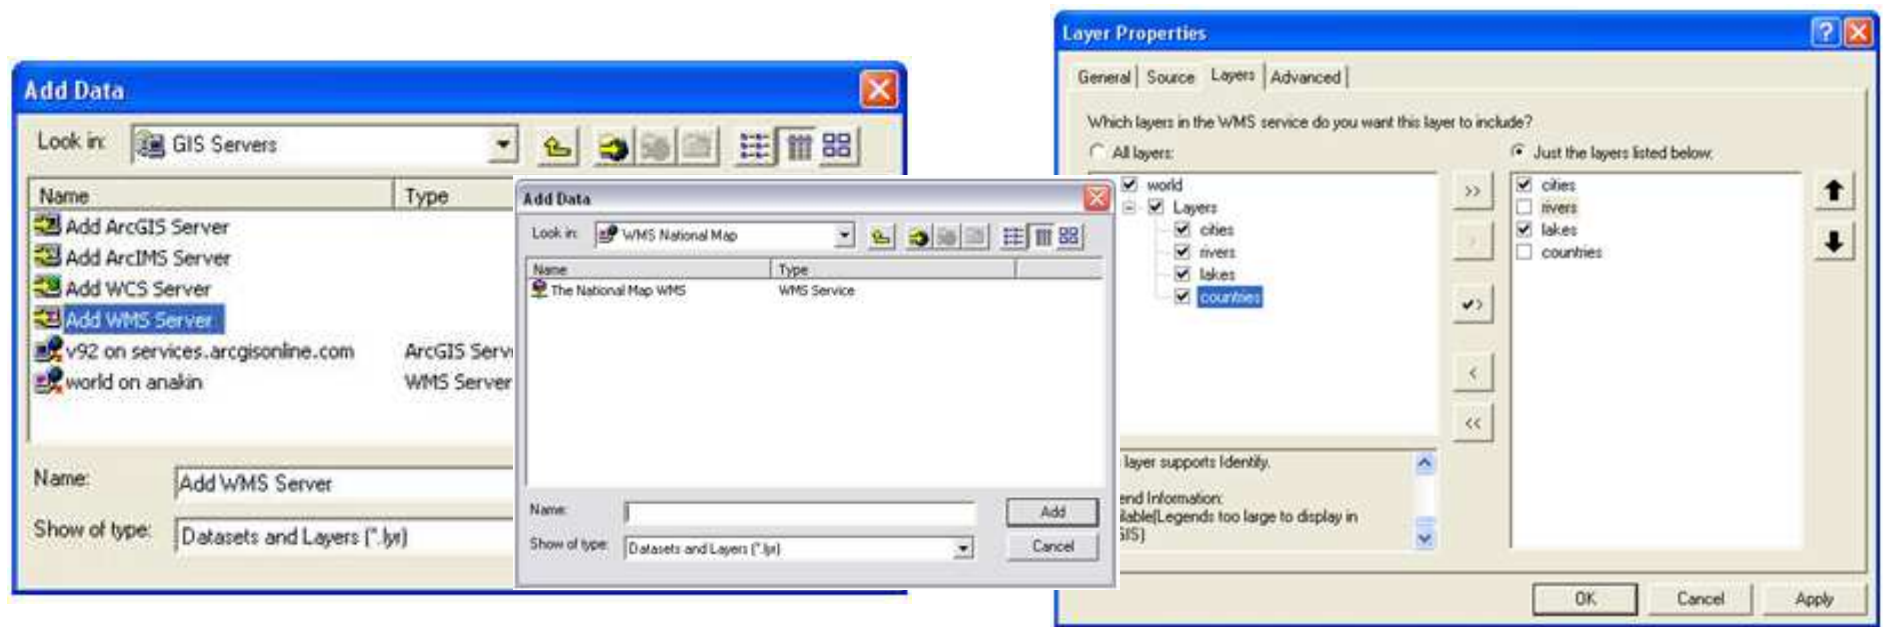 Add Data
Look in: GIS Servers
Name Type
Add ArcGIS Server
Add ArcIMS Server
Add WCS Server
Add WMS Server
v92 on services.arcgisonline.com ArcGIS Serv
world on anakin WMS Server
Name: Add WMS Server
Show of type: Datasets and Layers (*.lyr)
Add Data
Look in: WMS National Map
Name Type
The National Map WMS WMS Service
Name: Add
Show of type: Datasets and Layers (*.lyr) Cancel
Layer Properties
General Source Layers Advanced
Which layers in the WMS service do you want this layer to include?
All layers: Just the layers listed below:
world
Layers
cities
rivers
lakes
countries
>>
>
<
<<
cities
rivers
lakes
countries
layer supports Identify.
end Information:
ilable(Legends too large to display in
GIS)
OK Cancel Apply